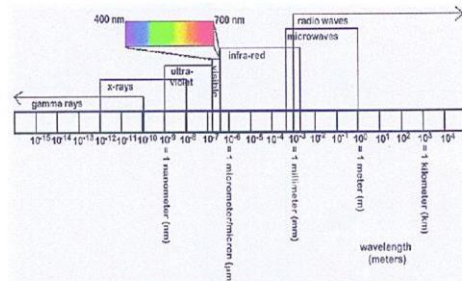 400 nm 700 nm
radio waves
microwaves
infra-red
ultra-
violet
visible
x-rays
gamma rays
10-15 10-14 10-13 10-12 10-11 10-10 10-9 10-8 10-7 10-6 10-5 10-4 10-3 10-2 10-1 100 101 102 103 104
= 1 nanometer (nm)
= 1 micrometer/micron (µm)
= 1 millimeter (mm)
= 1 meter (m)
= 1 kilometer (km)
wavelength
(meters)